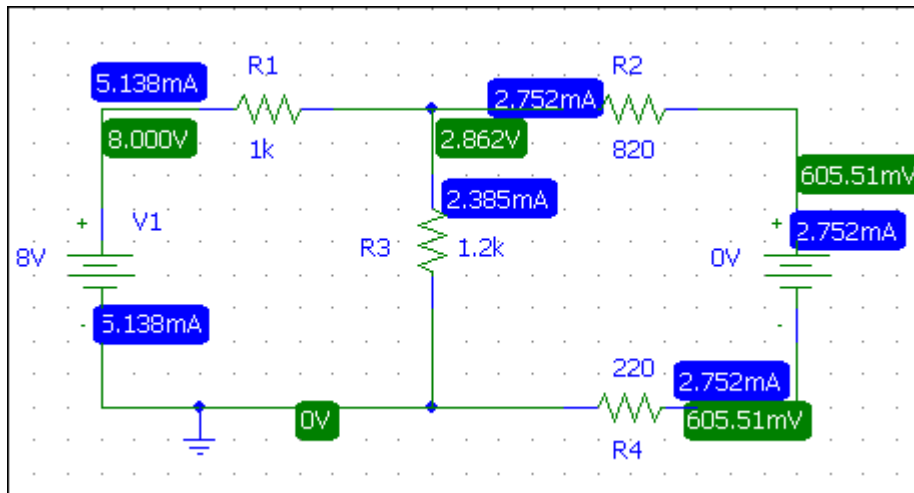 R1
R2
5.138mA
2.752mA
8.000V
1k
2.862V
820
605.51mV
2.385mA
+
V1
+
2.752mA
R3
1.2k
8V
0V
-
5.138mA
-
220
2.752mA
0V
605.51mV
R4